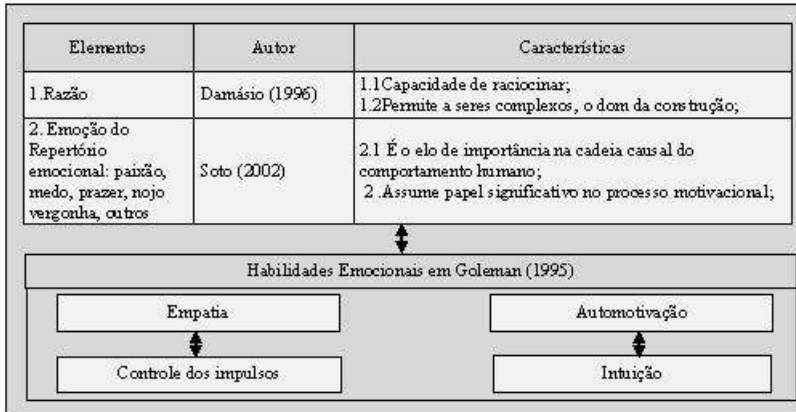 Elementos
Autor
Características
1.Razão
Damásio (1996)
1.1Capacidade de raciocinar;
1.2Permite a seres complexos, o dom da construção;
2. Emoção do
Repertório
emocional: paixão,
medo, prazer, nojo
vergonha, outros
Soto (2002)
2.1 É o elo de importância na cadeia causal do
comportamento humano;
2 .Assume papel significativo no processo motivacional;
Habilidades Emocionais em Goleman (1995)
Empatia
Automotivação
Controle dos impulsos
Intuição